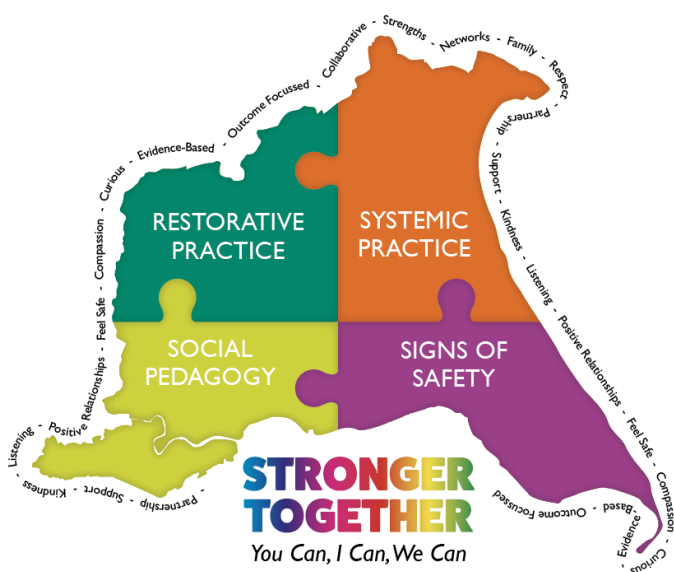 Listening - Positive Relationships - Feel Safe - Compassion - Curious - Evidence-Based - Outcome Focussed - Collaborative - Strengths - Networks - Family - Respect - Partnership - Support - Kindness - Listening - Positive Relationships - Feel Safe - Compassion - Curious - Evidence-Based - Outcome Focussed
RESTORATIVE
PRACTICE
SYSTEMIC
PRACTICE
SOCIAL
PEDAGOGY
SIGNS OF
SAFETY
- Kindness - Support - Partnership -
STRONGER
TOGETHER
You Can, I Can, We Can